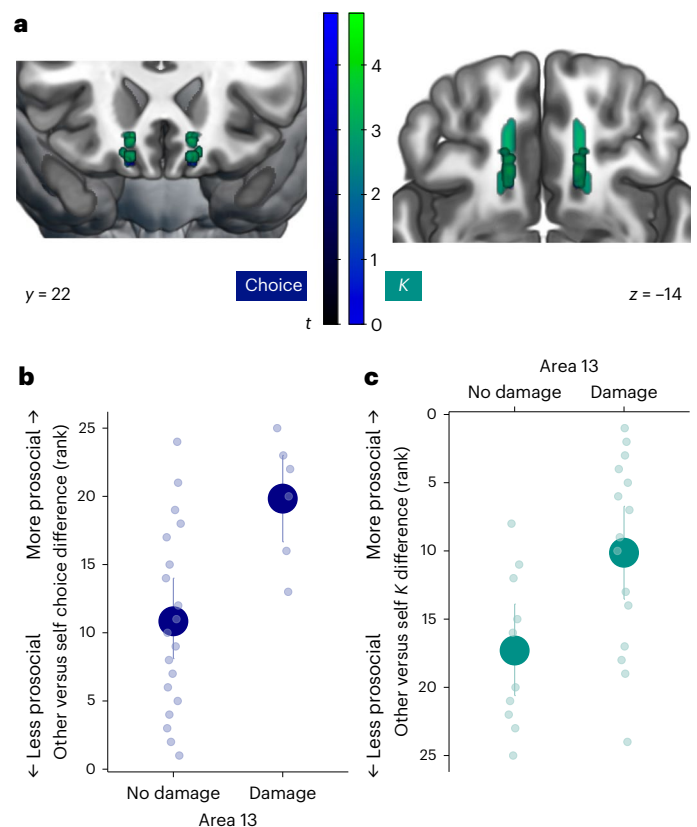 a
4
3
2
1
0
t
Choice
K
y = 22
z = –14
b
← Less prosocial More prosocial →
Other versus self choice difference (rank)
25
20
15
10
5
0
No damage Damage
Area 13
c
Area 13
No damage Damage
← Less prosocial More prosocial →
Other versus self K difference (rank)
0
5
10
15
20
25